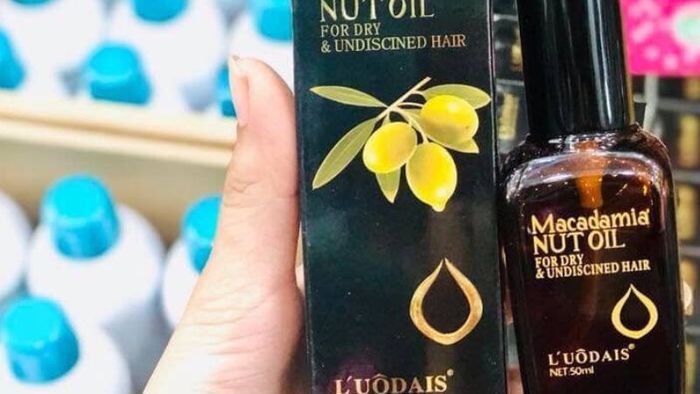 NUT OIL
FOR DRY
& UNDISCINED HAIR
L'UÔDAIS®
Macadamia
NUT OIL
FOR DRY
& UNDISCINED HAIR
L'UÔDAIS®
NET.50ml